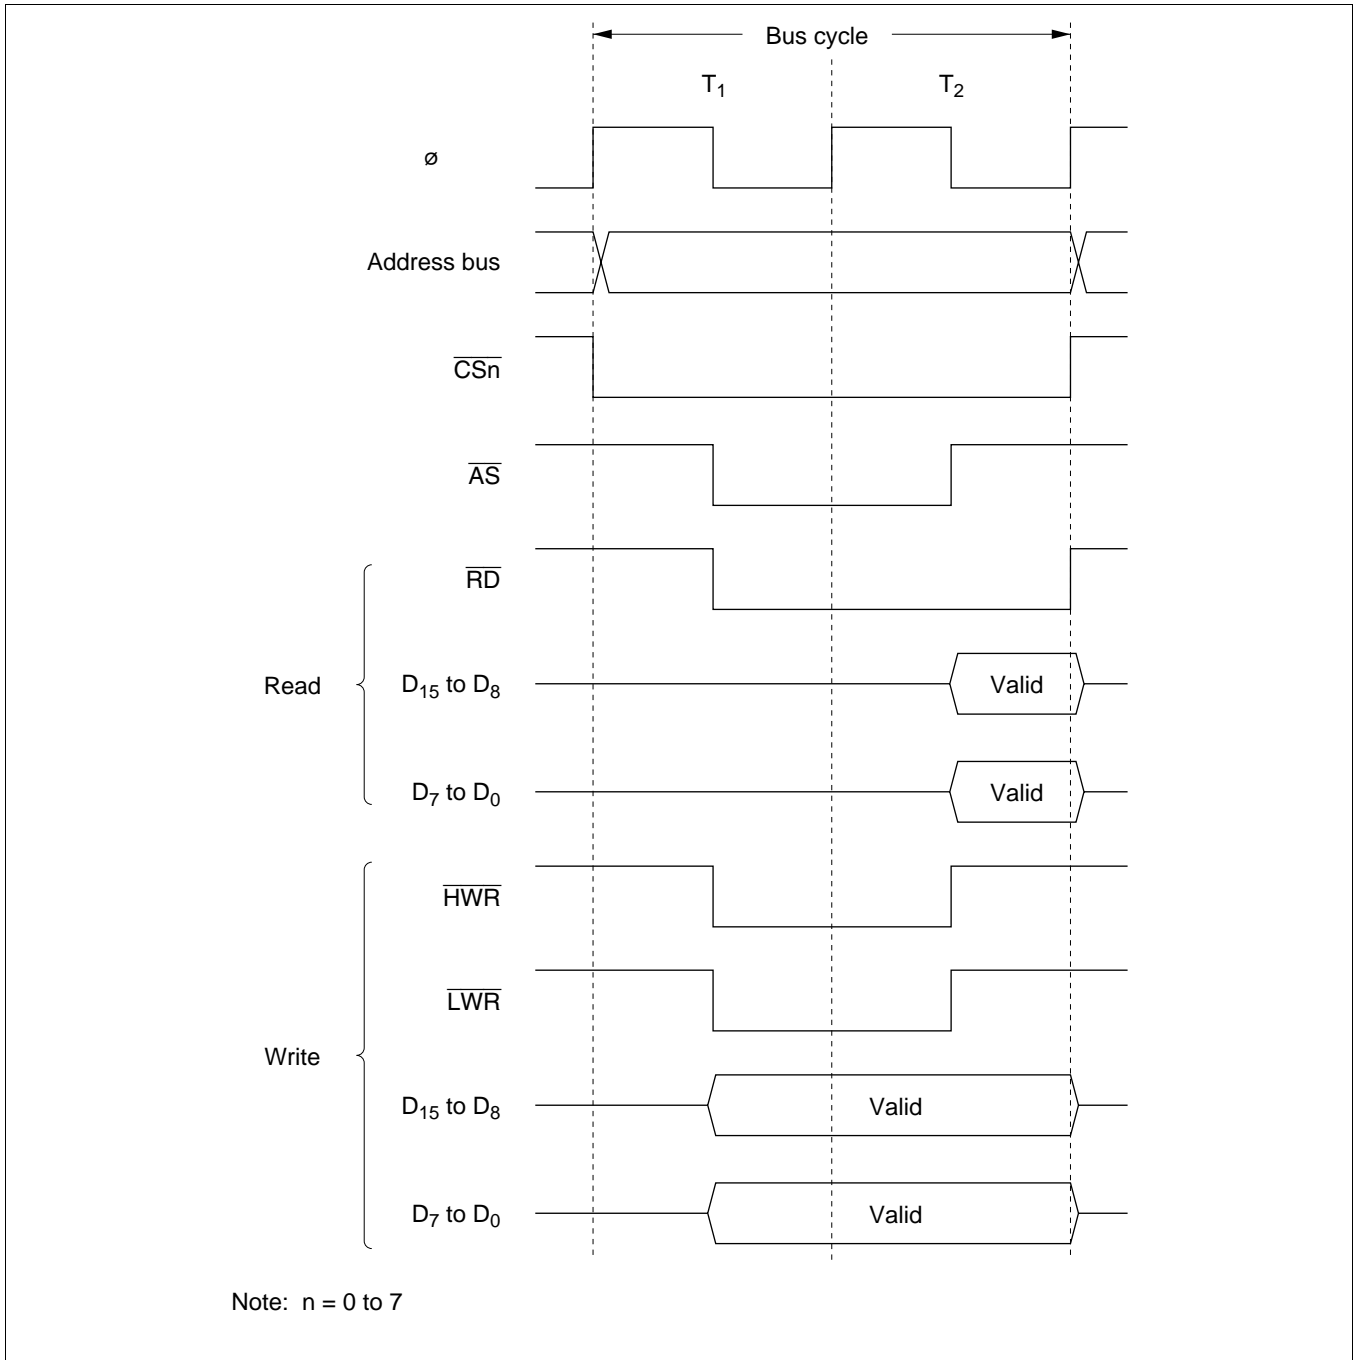 Bus cycle
T1 T2
ø
Address bus
CSn
AS
RD
Read
D15 to D8 Valid
D7 to D0 Valid
HWR
LWR
Write
D15 to D8 Valid
D7 to D0 Valid
Note: n = 0 to 7